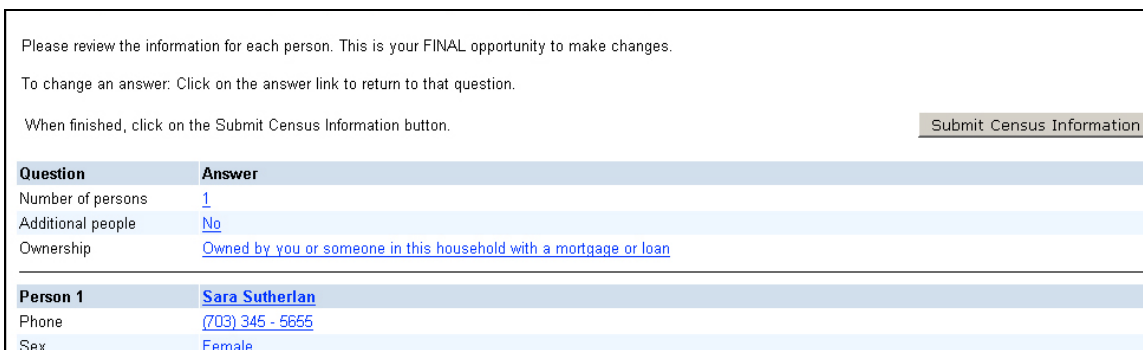 Please review the information for each person. This is your FINAL opportunity to make changes.
To change an answer: Click on the answer link to return to that question.
When finished, click on the Submit Census Information button.
Submit Census Information
Question Answer
Number of persons 1
Additional people No
Ownership Owned by you or someone in this household with a mortgage or loan
Person 1 Sara Sutherlan
Phone (703) 345 - 5655
Sex Female